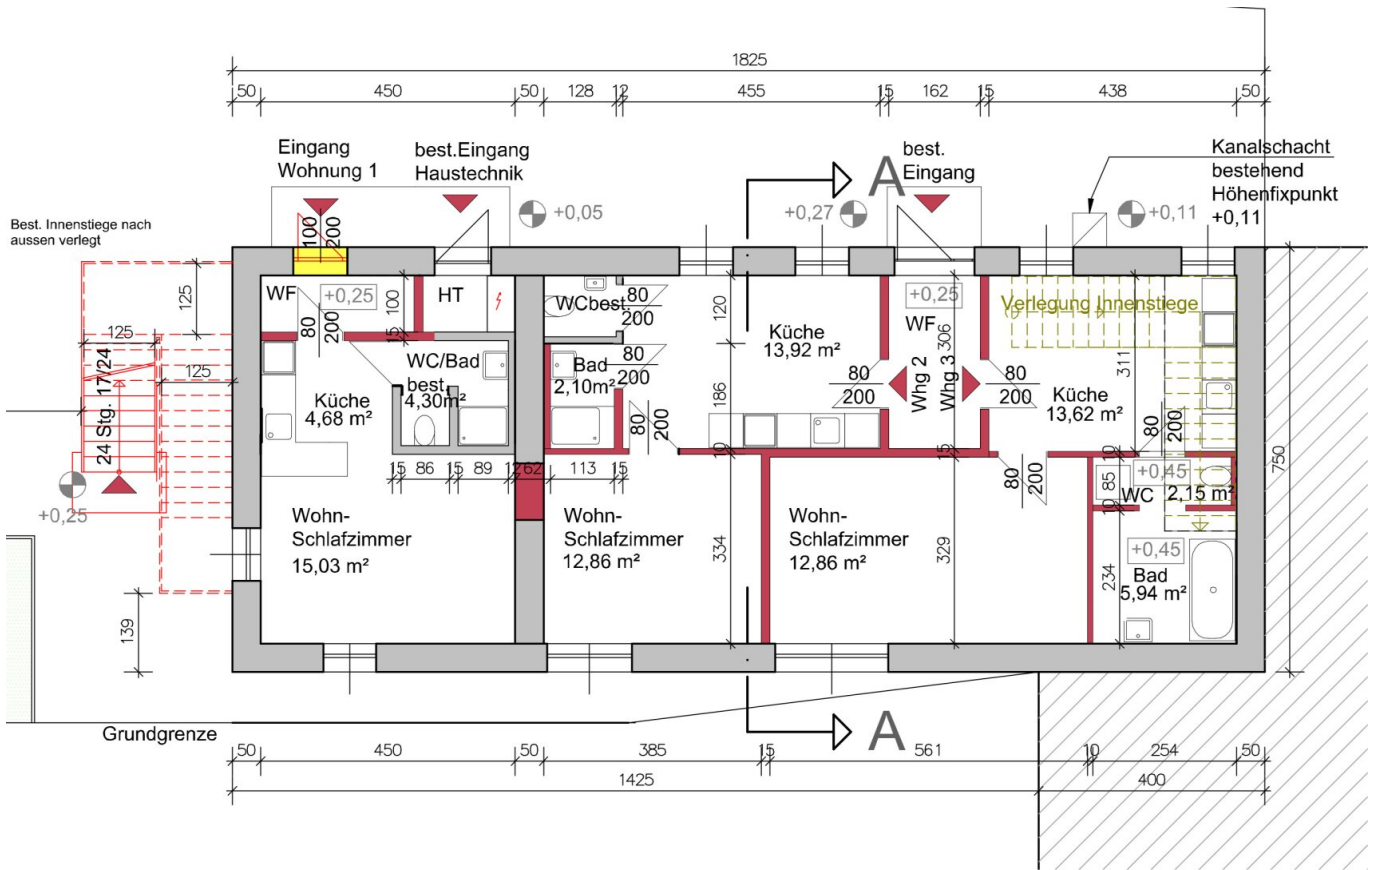 1825
50
450
50
128
12
455
15
162
15
438
50
Eingang
Wohnung 1
best.Eingang
Haustechnik
best.
Eingang
A
Kanalschacht
bestehend
Höhenfixpunkt
+0,11
+0,05
+0,27
+0,11
Best. Innenstiege nach
aussen verlegt
100
200
125
125
125
24 Stg. 17/24
+0,25
139
WF
+0,25
100
15
HT
80
200
WC/Bad
best.
4,30m²
Küche
4,68 m²
WCbest.
80
200
Bad
2,10m²
80
200
80
200
120
186
10
Küche
13,92 m²
+0,25
WF
306
15
80
200
Whg 2
Whg 3
80
200
Verlegung Innenstiege
311
Küche
13,62 m²
80
200
10
85
10
+0,45
WC
2,15 m²
80
200
15
86
15
89
12
62
113
15
Wohn-
Schlafzimmer
15,03 m²
Wohn-
Schlafzimmer
12,86 m²
334
Wohn-
Schlafzimmer
12,86 m²
329
234
+0,45
Bad
5,94 m²
750
Grundgrenze
A
50
450
50
385
15
561
10
254
50
1425
400